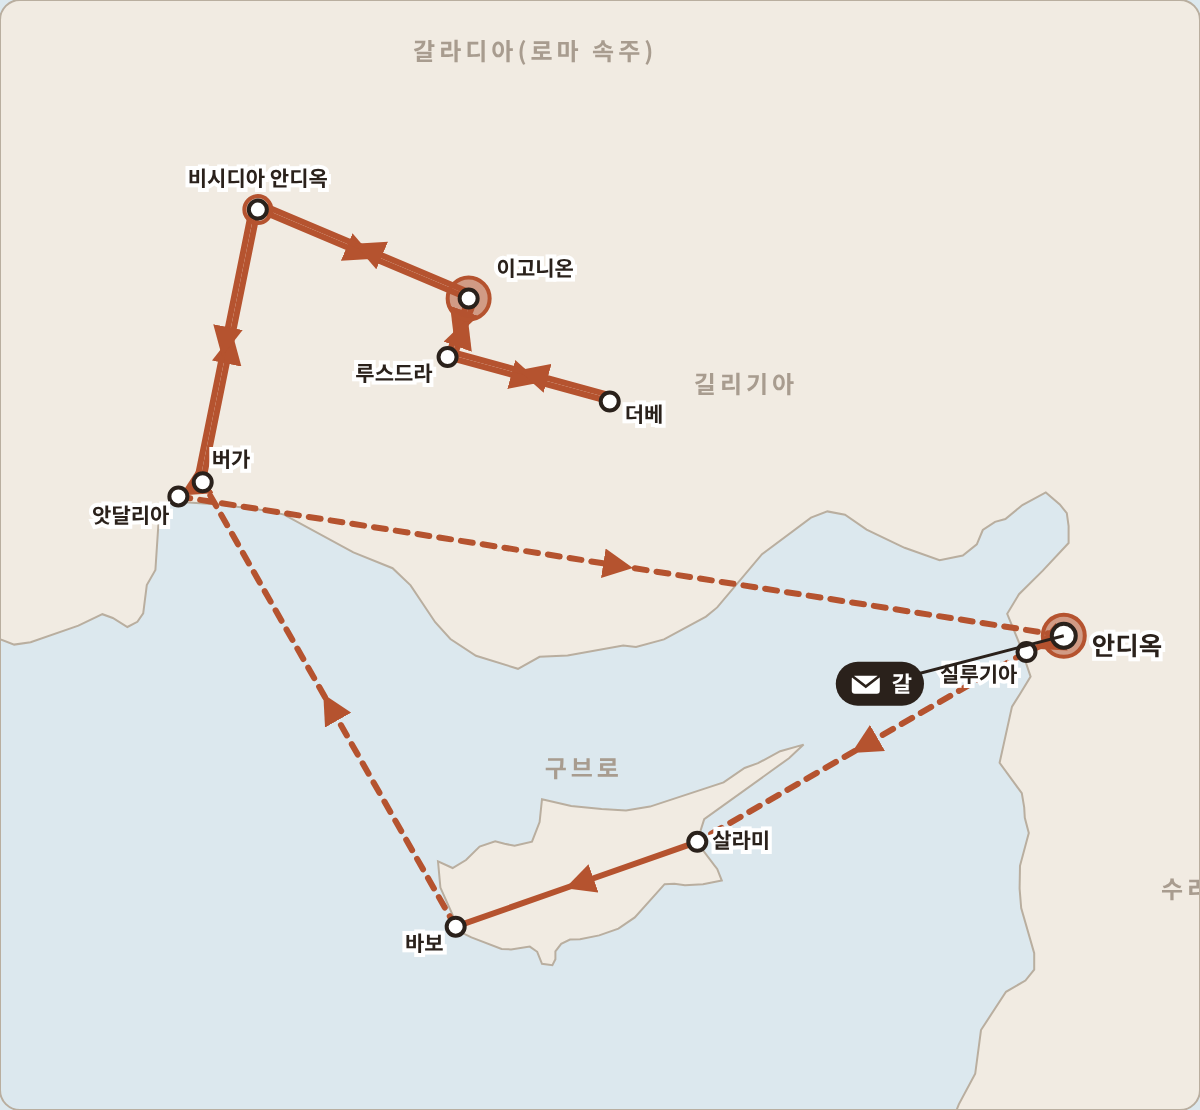 갈라디아(로마 속주)
비시디아 안디옥
이고니온
루스드라
길리기아
더베
버가
앗달리아
안디옥
실루기아
갈
구브로
살라미
수리
바보